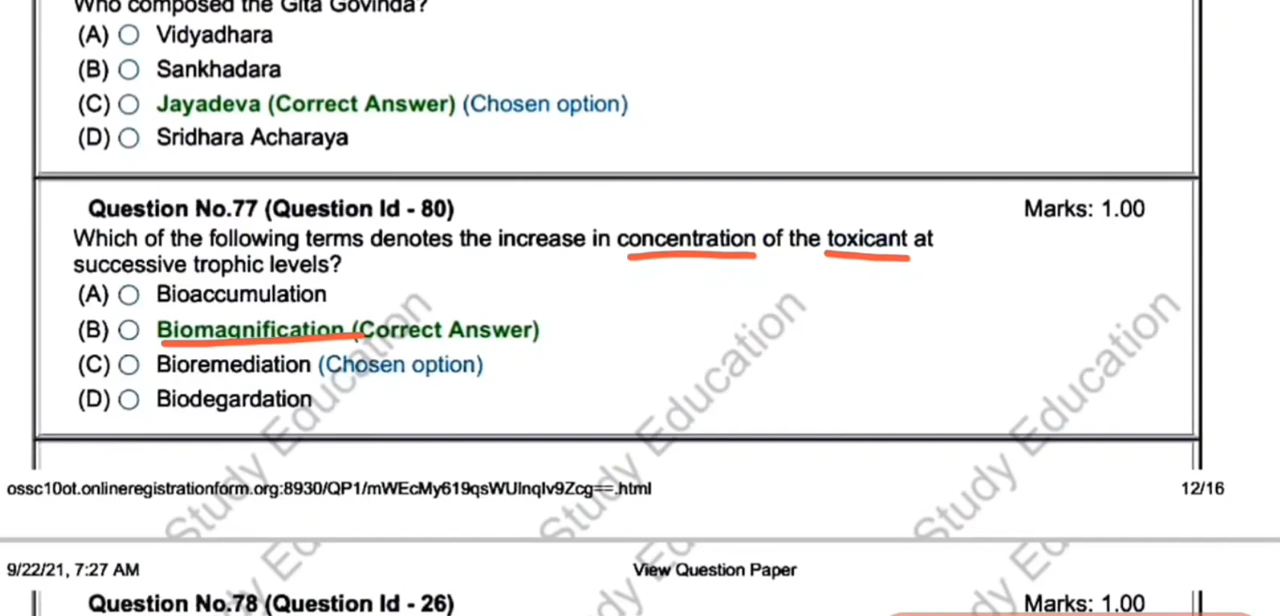 Who composed the Gita Govinda?
(A) Vidyadhara
(B) Sankhadara
(C) Jayadeva (Correct Answer) (Chosen option)
(D) Sridhara Acharaya
Question No.77 (Question Id - 80) Marks: 1.00
Which of the following terms denotes the increase in concentration of the toxicant at
successive trophic levels?
(A) Bioaccumulation
(B) Biomagnification (Correct Answer)
(C) Bioremediation (Chosen option)
(D) Biodegardation
Study Education
Study Education
Study Education
ossc10ot.onlineregistrationform.org:8930/QP1/mWEcMy619qsWUlnqlv9Zcg==.html 12/16
9/22/21, 7:27 AM View Question Paper
Question No.78 (Question Id - 26) Marks: 1.00